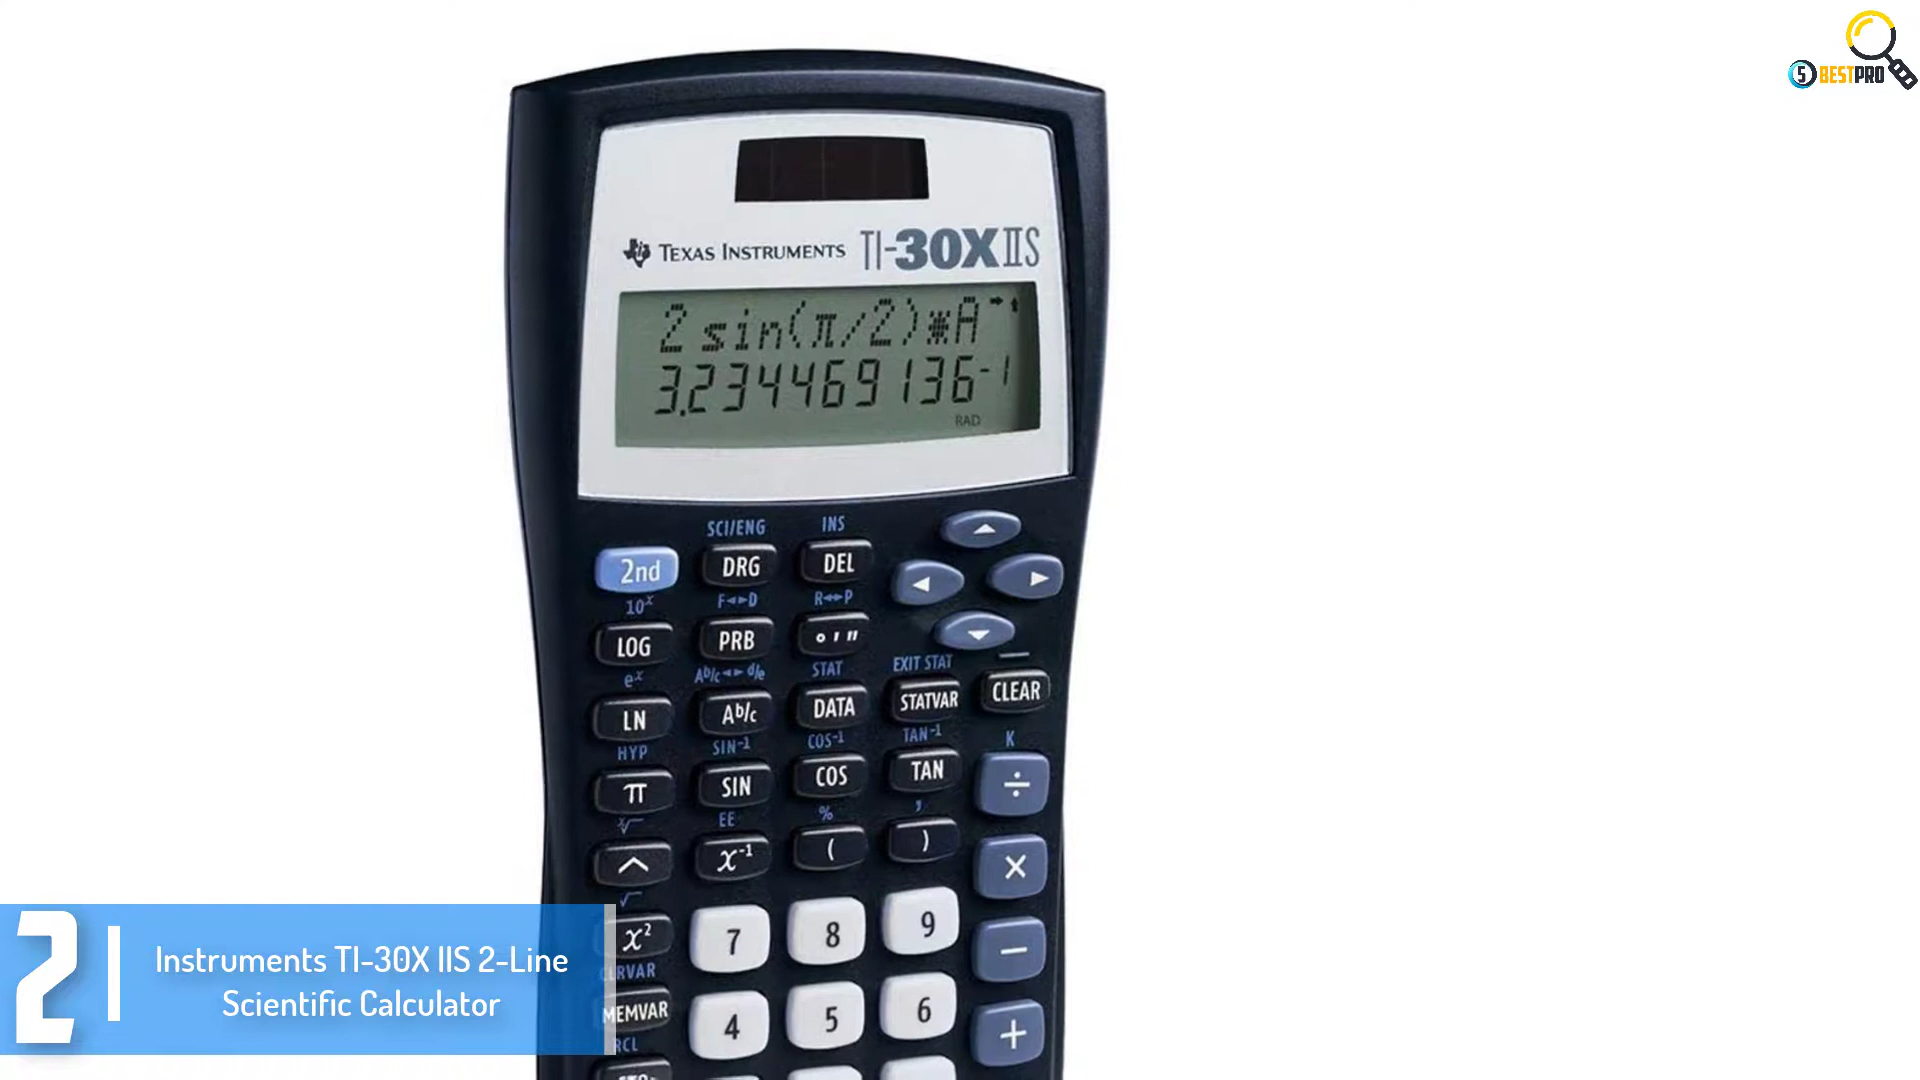 5 BESTPRO
TEXAS INSTRUMENTS TI-30X IIS
2 sin(π/2)*A
3.234469136-1
RAD
SCI/ENG INS
2nd DRG DEL
10ˣ F◄►D R◄►P
LOG PRB ° ' "
eˣ Ab/c◄►d/e STAT EXIT STAT
LN Ab/c DATA STATVAR CLEAR
HYP SIN⁻¹ COS⁻¹ TAN⁻¹ K
π SIN COS TAN ÷
ˣ√ EE % ,
^ x⁻¹ ( ) ×
√
x² 7 8 9 −
CLRVAR
MEMVAR 4 5 6 +
RCL
2
Instruments TI-30X IIS 2-Line
Scientific Calculator